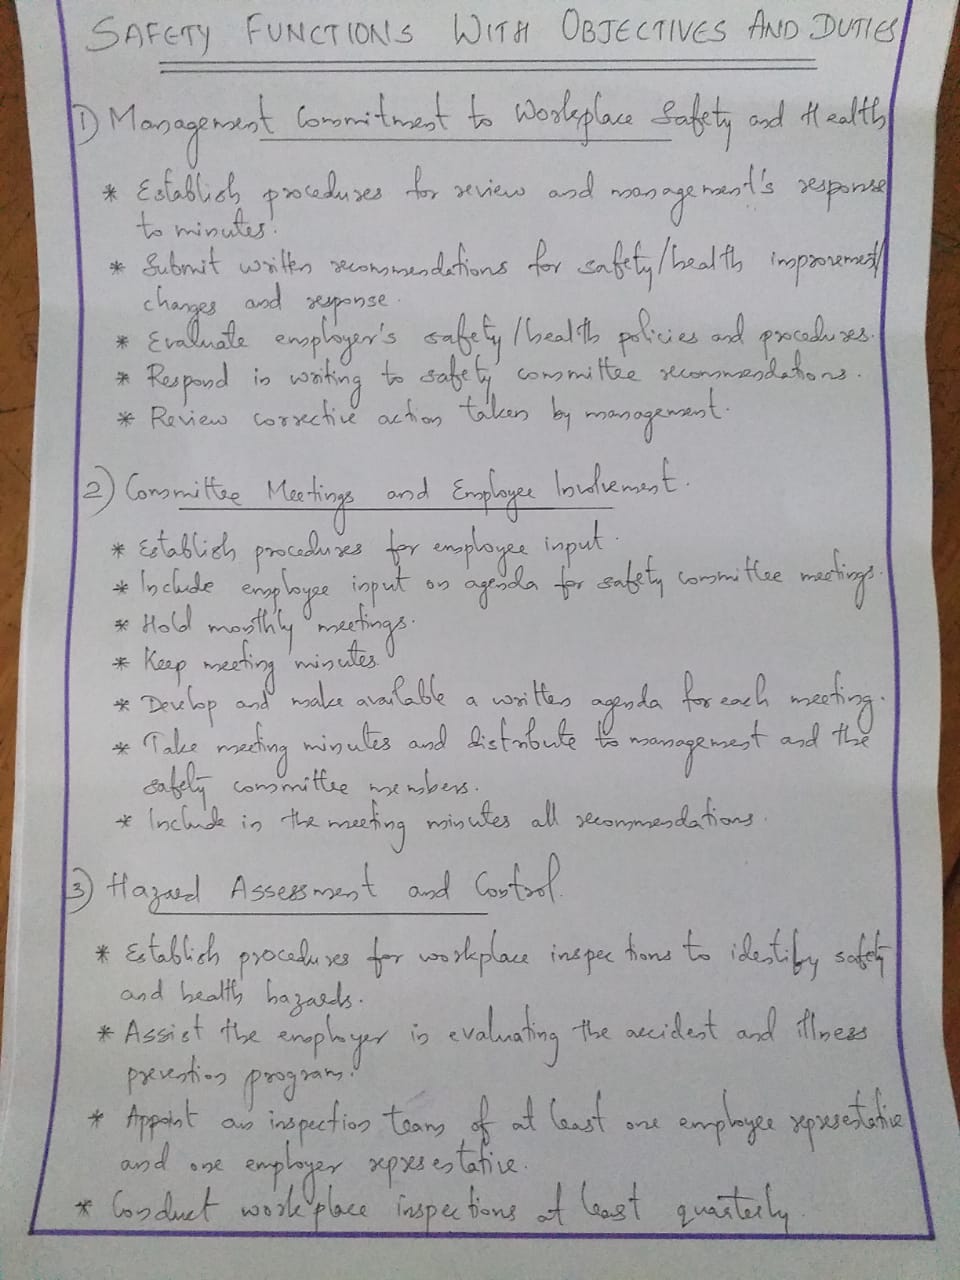 SAFETY FUNCTIONS WITH OBJECTIVES AND DUTIES
1) Management Commitment to Workplace Safety and Health
* Establish procedures for review and management's response
to minutes.
* Submit written recommendations for safety/health improvement/
changes and response.
* Evaluate employer's safety/health policies and procedures.
* Respond in writing to safety committee recommendations.
* Review corrective action taken by management.
2) Committee Meetings and Employee Involvement.
* Establish procedures for employee input.
* Include employee input on agenda for safety committee meetings.
* Hold monthly meetings.
* Keep meeting minutes.
* Develop and make available a written agenda for each meeting.
* Take meeting minutes and distribute to management and the
safety committee members.
* Include in the meeting minutes all recommendations.
3) Hazard Assessment and Control.
* Establish procedures for workplace inspections to identify safety
and health hazards.
* Assist the employer in evaluating the accident and illness
prevention program.
* Appoint an inspection team of at least one employee representative
and one employer representative.
* Conduct workplace inspections at least quarterly.